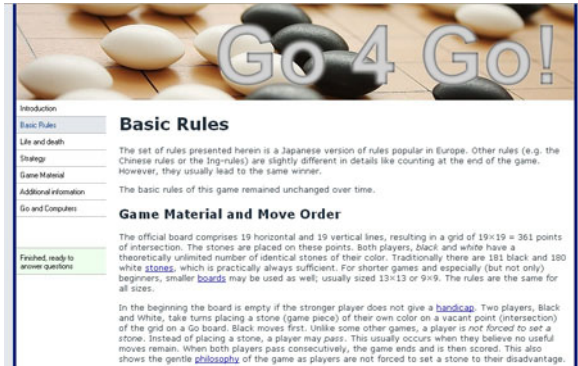 Go 4 Go!
Introduction
Basic Rules
Life and death
Strategy
Game Material
Additional information
Go and Computers
Finished, ready to
answer questions
Basic Rules
The set of rules presented herein is a Japanese version of rules popular in Europe. Other rules (e.g. the
Chinese rules or the Ing-rules) are slightly different in details like counting at the end of the game.
However, they usually lead to the same winner.
The basic rules of this game remained unchanged over time.
Game Material and Move Order
The official board comprises 19 horizontal and 19 vertical lines, resulting in a grid of 19×19 = 361 points
of intersection. The stones are placed on these points. Both players, black and white have a
theoretically unlimited number of identical stones of their color. Traditionally there are 181 black and 180
white stones, which is practically always sufficient. For shorter games and especially (but not only)
beginners, smaller boards may be used as well; usually sized 13×13 or 9×9. The rules are the same for
all sizes.
In the beginning the board is empty if the stronger player does not give a handicap. Two players, Black
and White, take turns placing a stone (game piece) of their own color on a vacant point (intersection)
of the grid on a Go board. Black moves first. Unlike some other games, a player is not forced to set a
stone. Instead of placing a stone, a player may pass. This usually occurs when they believe no useful
moves remain. When both players pass consecutively, the game ends and is then scored. This also
shows the gentle philosophy of the game as players are not forced to set a stone to their disadvantage.